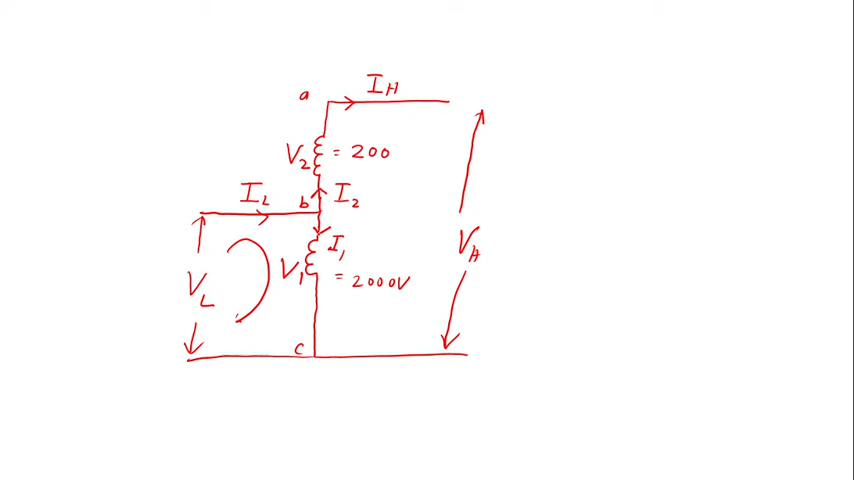 a
I_H
V_2 = 200
I_L
b
I_2
V_L
V_1
I_1
= 2000V
V_H
c